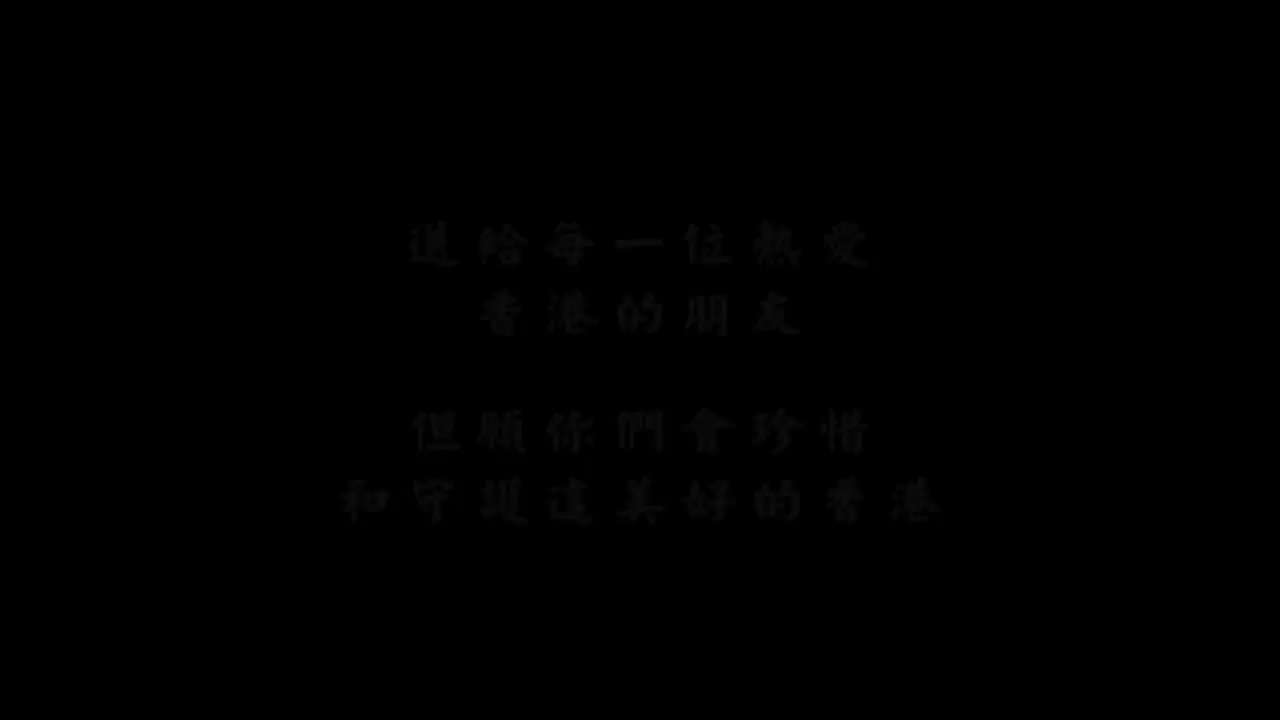 送給每一位熱愛
香港的朋友
但願你們會珍惜
和守護這美好的香港